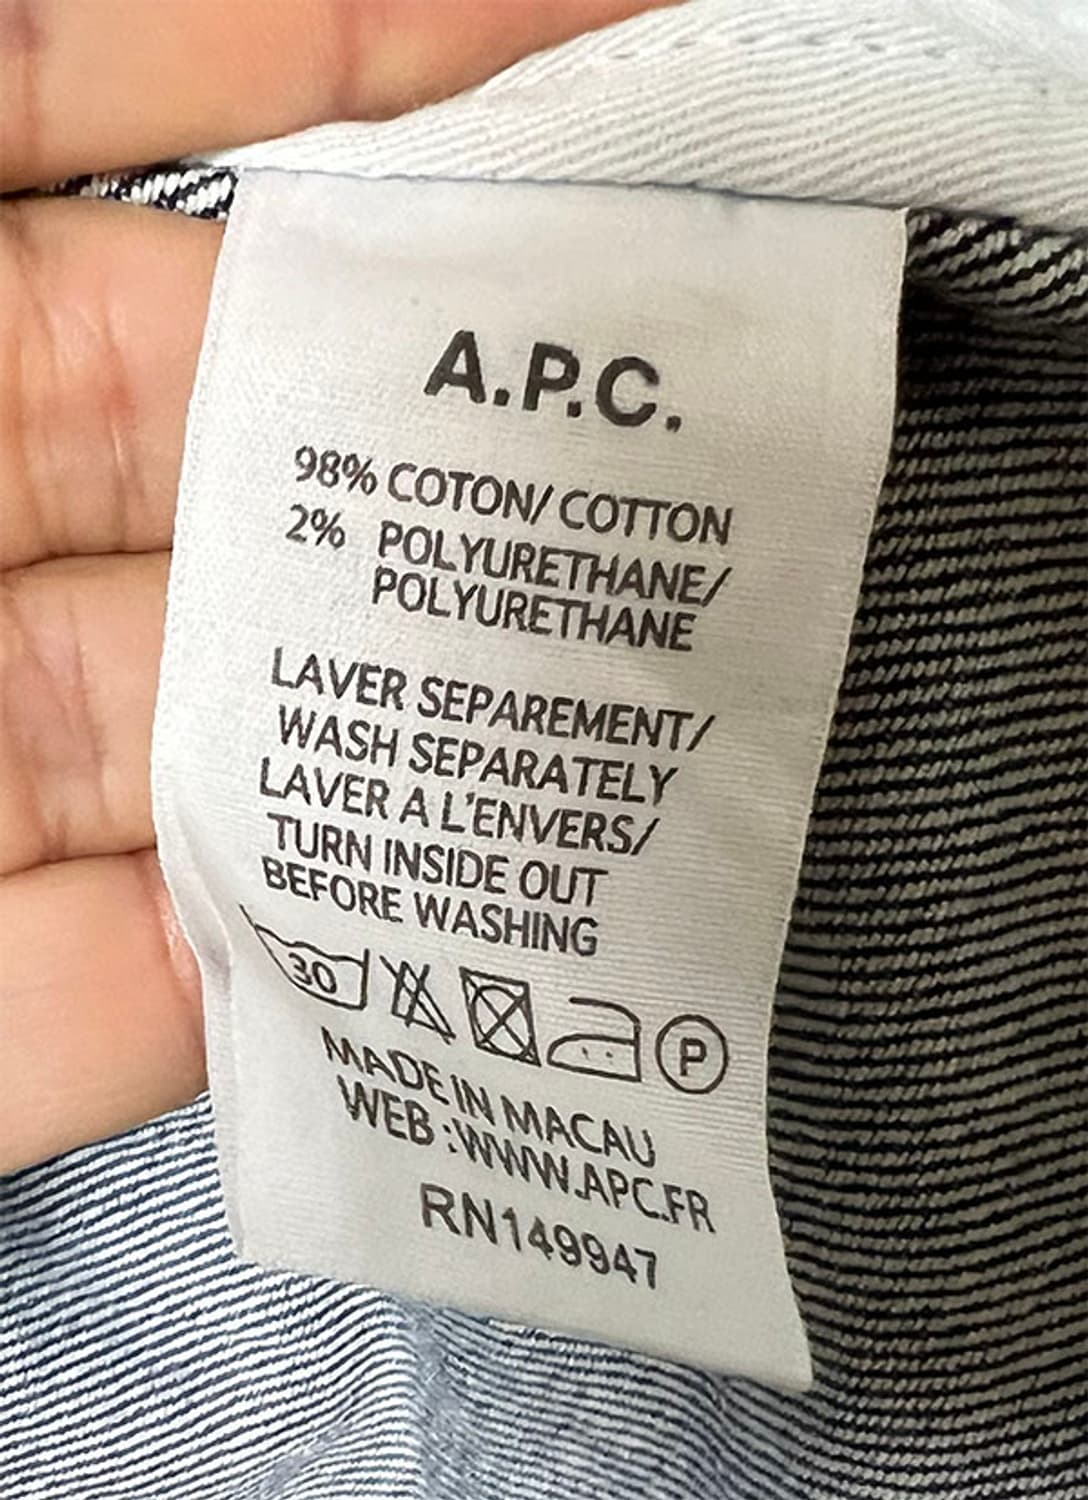 A.P.C.
98% COTON/ COTTON
2% POLYURETHANE/
POLYURETHANE
LAVER SEPAREMENT/
WASH SEPARATELY
LAVER A L'ENVERS/
TURN INSIDE OUT
BEFORE WASHING
30 P
MADE IN MACAU
WEB :WWW.APC.FR
RN149947